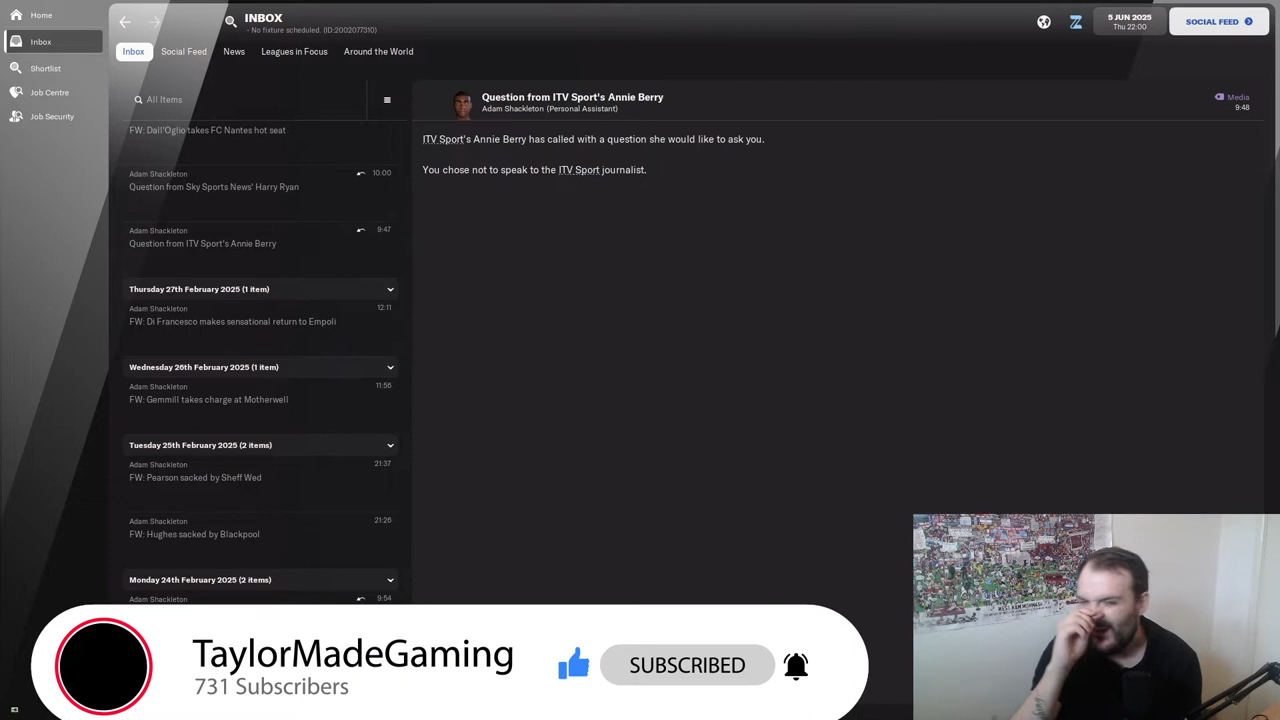 Home
Inbox
Shortlist
Job Centre
Job Security
INBOX
- No fixture scheduled. (ID:2002077310)
5 JUN 2025
Thu 22:00
SOCIAL FEED
Inbox
Social Feed
News
Leagues in Focus
Around the World
All Items
FW: Dall'Oglio takes FC Nantes hot seat
Adam Shackleton
10:00
Question from Sky Sports News' Harry Ryan
Adam Shackleton
9:47
Question from ITV Sport's Annie Berry
Thursday 27th February 2025 (1 item)
Adam Shackleton
12:11
FW: Di Francesco makes sensational return to Empoli
Wednesday 26th February 2025 (1 item)
Adam Shackleton
11:56
FW: Gemmill takes charge at Motherwell
Tuesday 25th February 2025 (2 items)
Adam Shackleton
21:37
FW: Pearson sacked by Sheff Wed
Adam Shackleton
21:26
FW: Hughes sacked by Blackpool
Monday 24th February 2025 (2 items)
Adam Shackleton
9:54
Question from ITV Sport's Annie Berry
Adam Shackleton (Personal Assistant)
Media
9:48
ITV Sport's Annie Berry has called with a question she would like to ask you.
You chose not to speak to the ITV Sport journalist.
TaylorMadeGaming
731 Subscribers
SUBSCRIBED